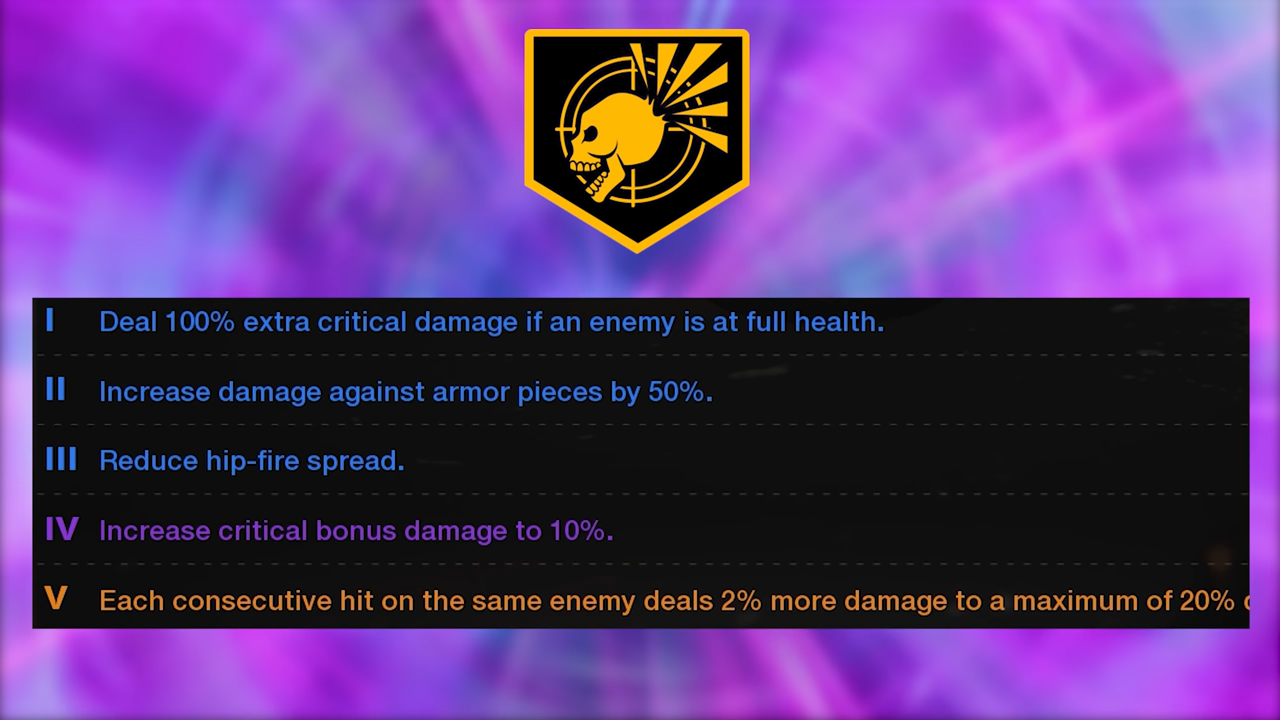 I Deal 100% extra critical damage if an enemy is at full health.
II Increase damage against armor pieces by 50%.
III Reduce hip-fire spread.
IV Increase critical bonus damage to 10%.
V Each consecutive hit on the same enemy deals 2% more damage to a maximum of 20%